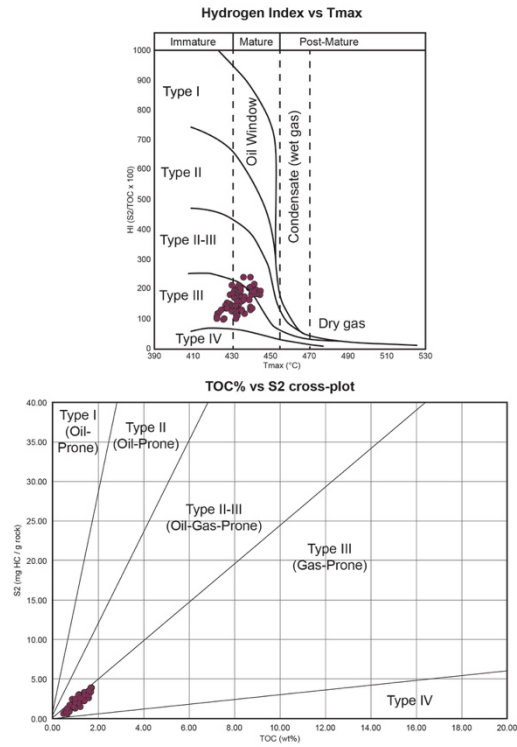 Hydrogen Index vs Tmax
Immature Mature Post-Mature
1000
900
800
700
600
500
400
300
200
100
0
HI (S2/TOC x 100)
Type I
Type II
Type II-III
Type III
Type IV
Oil Window
Condensate (wet gas)
Dry gas
390 410 430 450 470 490 510 530
Tmax (°C)
TOC% vs S2 cross-plot
40.00
35.00
30.00
25.00
20.00
15.00
10.00
5.00
0.00
S2 (mg HC / g rock)
Type I
(Oil-
Prone)
Type II
(Oil-Prone)
Type II-III
(Oil-Gas-Prone)
Type III
(Gas-Prone)
Type IV
0.00 2.00 4.00 6.00 8.00 10.00 12.00 14.00 16.00 18.00 20.00
TOC (wt%)